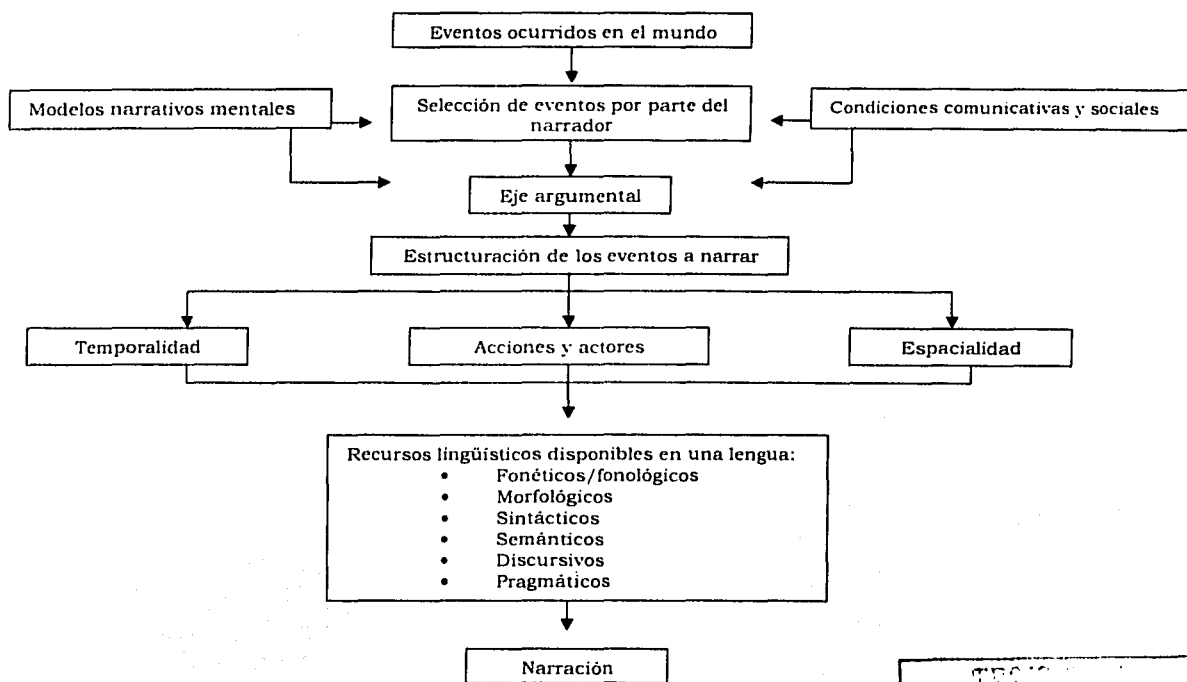 Eventos ocurridos en el mundo
Modelos narrativos mentales
Selección de eventos por parte del
narrador
Condiciones comunicativas y sociales
Eje argumental
Estructuración de los eventos a narrar
Temporalidad
Acciones y actores
Espacialidad
Recursos lingüísticos disponibles en una lengua:
• Fonéticos/fonológicos
• Morfológicos
• Sintácticos
• Semánticos
• Discursivos
• Pragmáticos
Narración